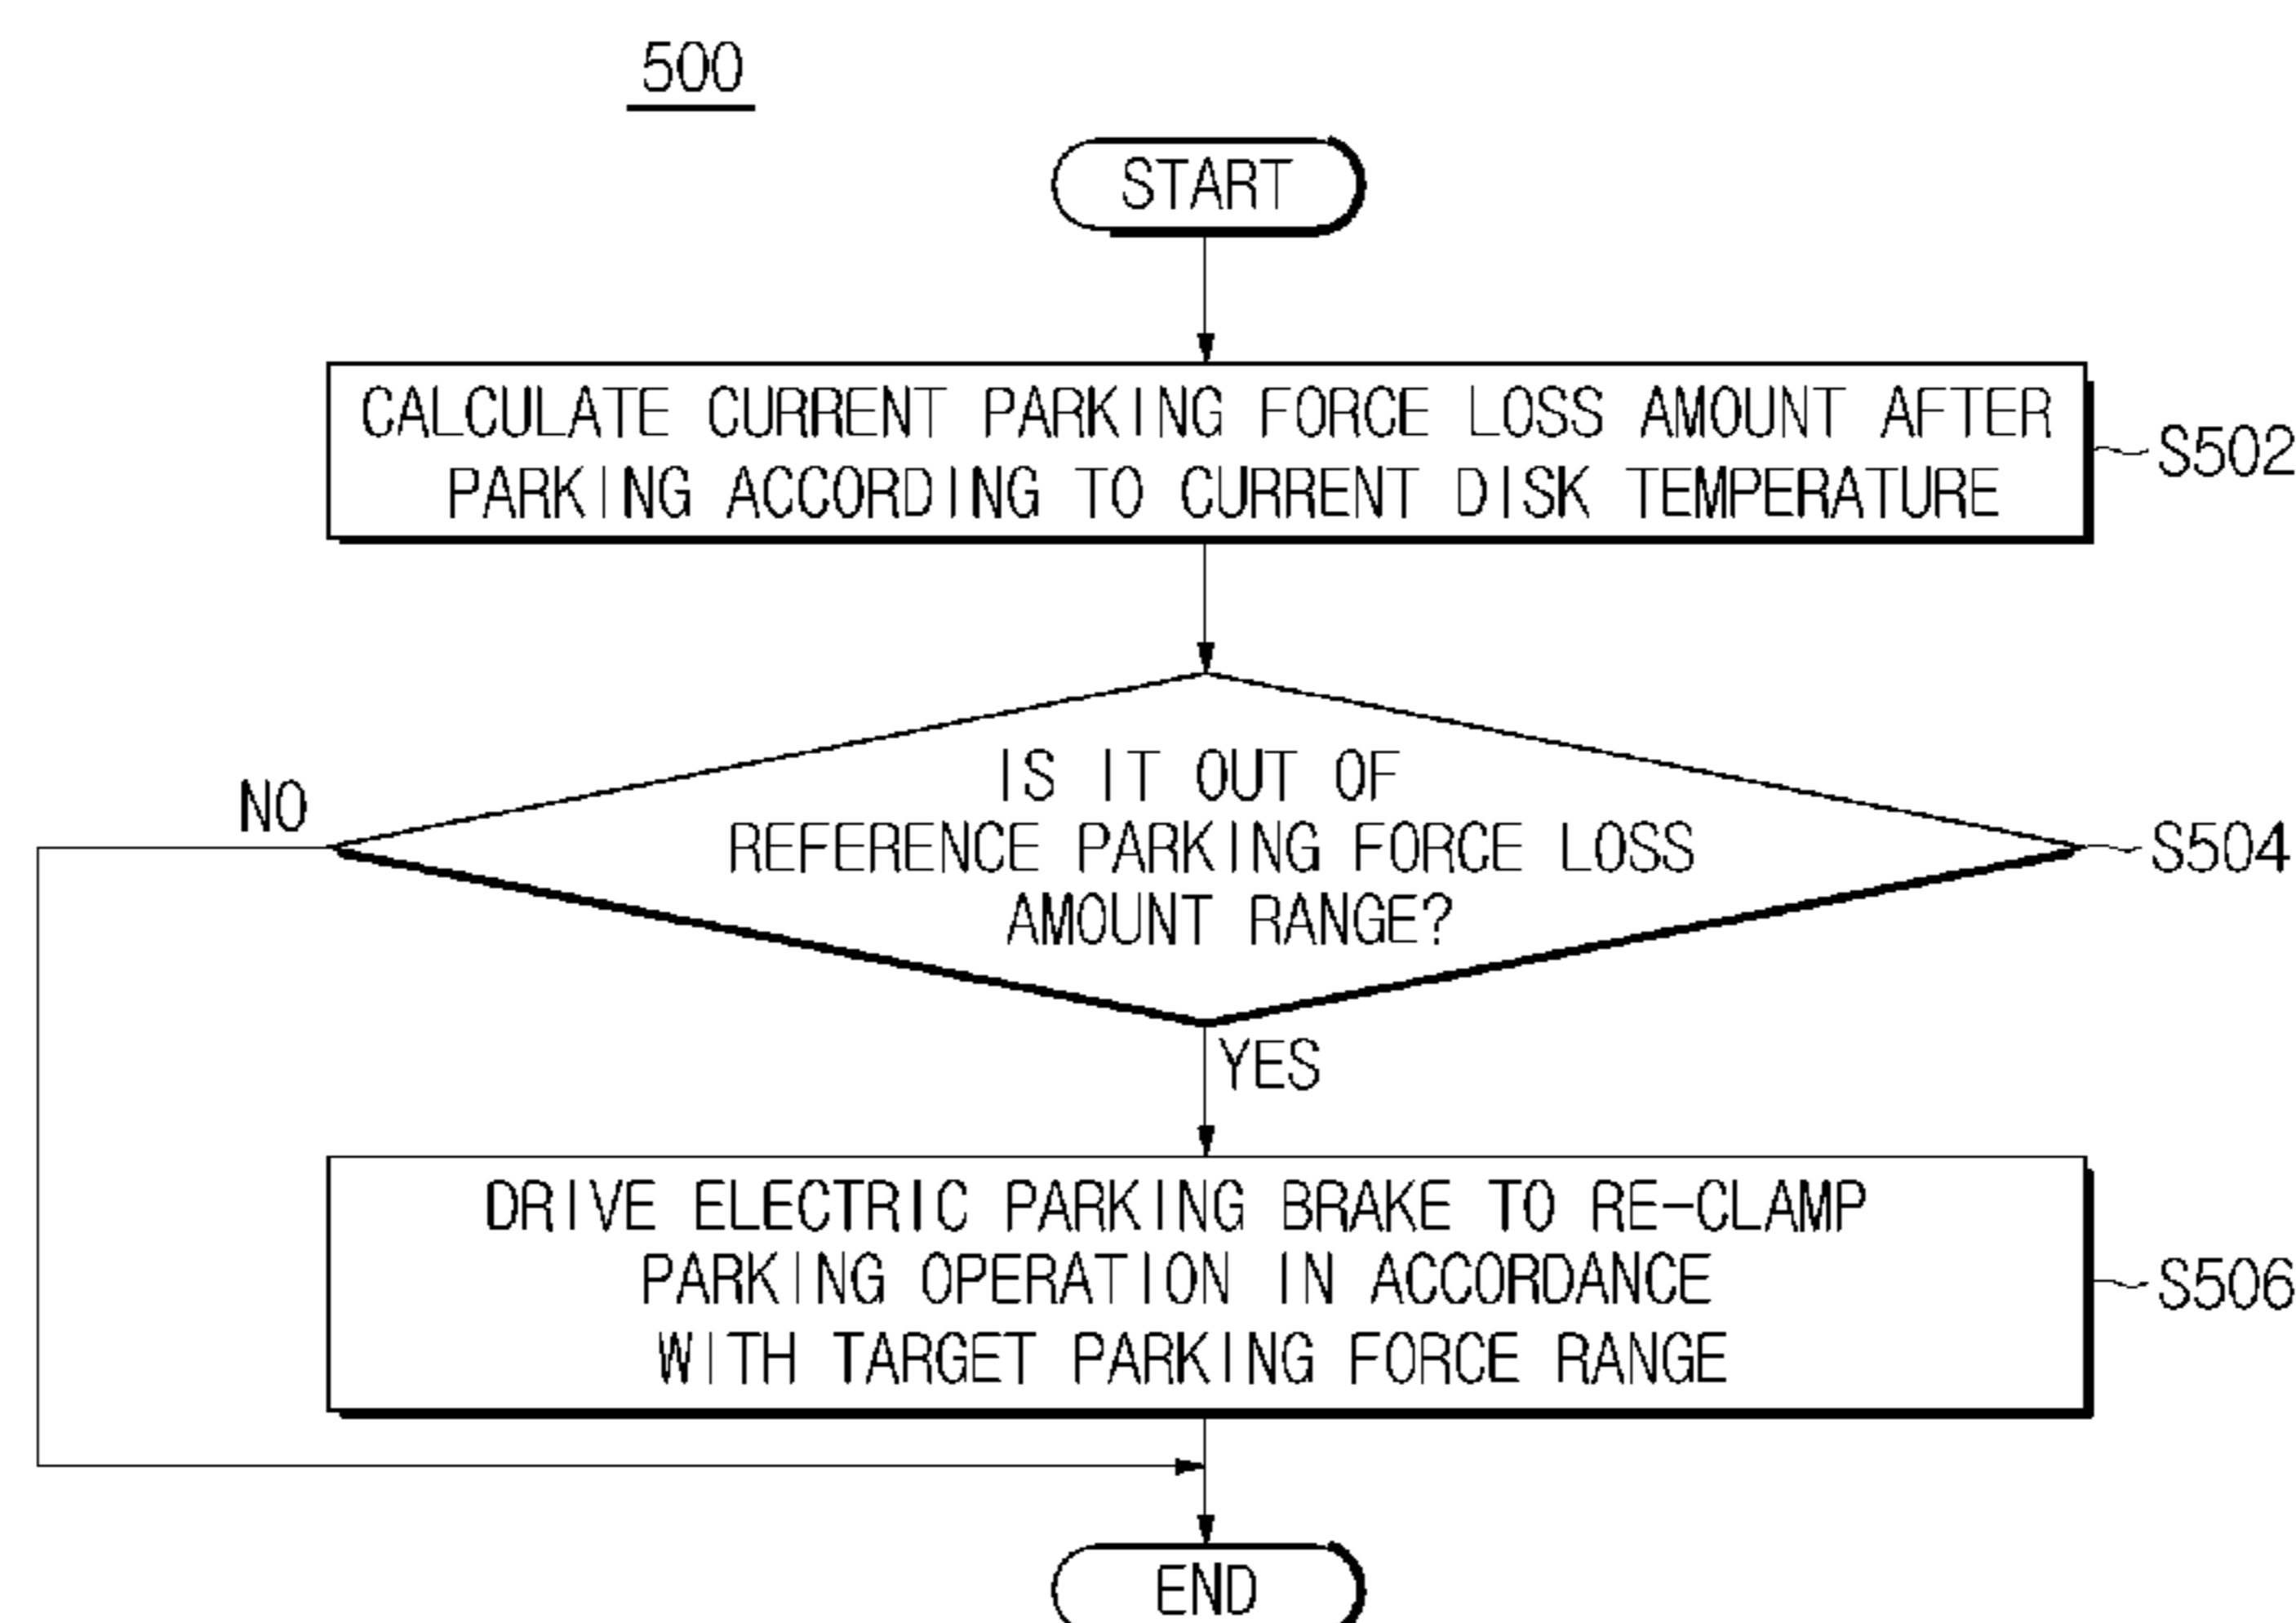 500
START
CALCULATE CURRENT PARKING FORCE LOSS AMOUNT AFTER
PARKING ACCORDING TO CURRENT DISK TEMPERATURE
S502
IS IT OUT OF
REFERENCE PARKING FORCE LOSS
AMOUNT RANGE?
S504
NO
YES
DRIVE ELECTRIC PARKING BRAKE TO RE-CLAMP
PARKING OPERATION IN ACCORDANCE
WITH TARGET PARKING FORCE RANGE
S506
END